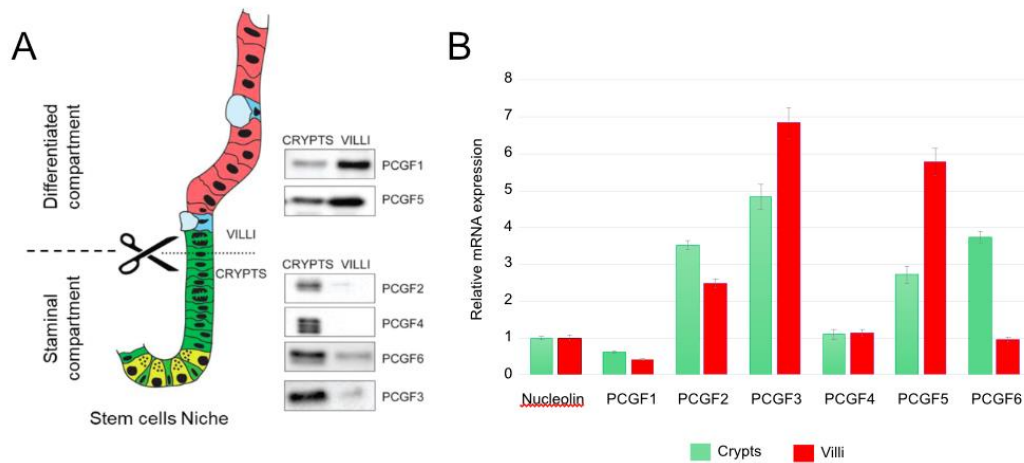 A
Differentiated
compartment
Staminal
compartment
VILLI
CRYPTS
Stem cells Niche
CRYPTS VILLI
PCGF1
PCGF5
CRYPTS VILLI
PCGF2
PCGF4
PCGF6
PCGF3
B
Relative mRNA expression
8
7
6
5
4
3
2
1
0
Nucleolin PCGF1 PCGF2 PCGF3 PCGF4 PCGF5 PCGF6
Crypts Villi